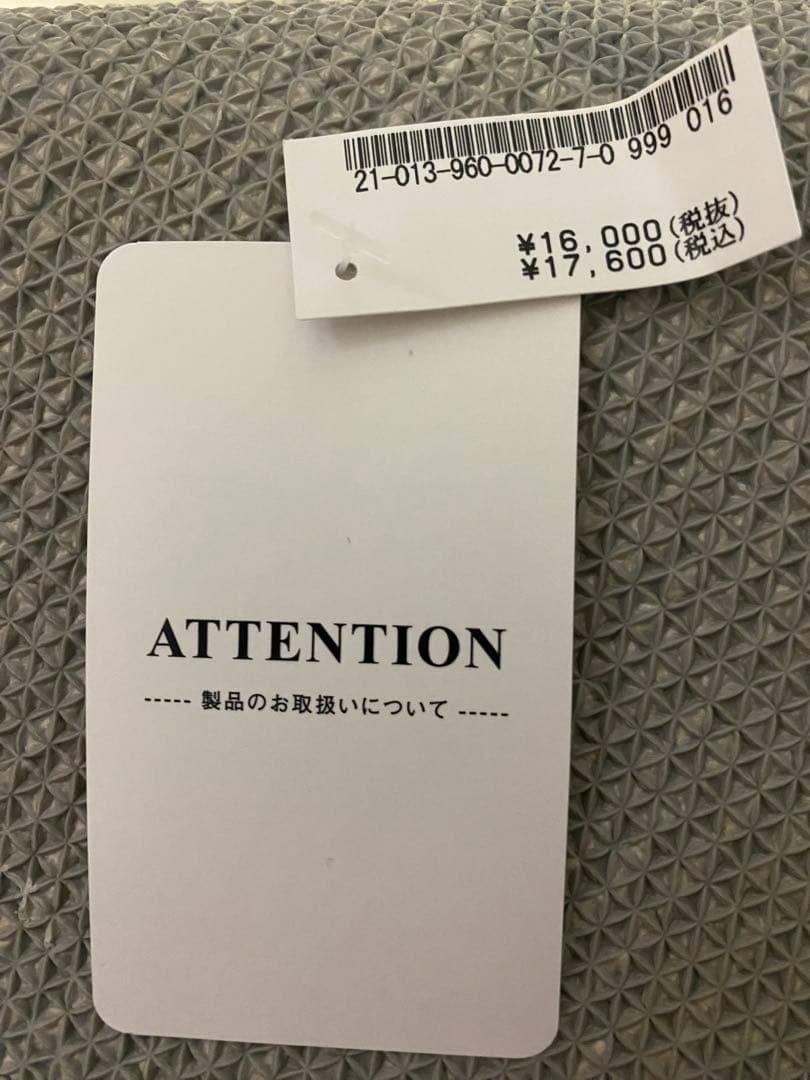 21-013-960-0072-7-0 999 016
¥16,000(税抜)
¥17,600(税込)
ATTENTION
----- 製品のお取扱いについて -----